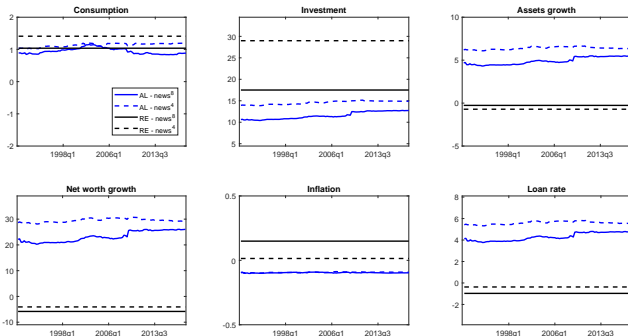 Consumption
2
1
0
-1
-2
AL - news⁸
AL - news⁴
RE - news⁸
RE - news⁴
1998q1 2006q1 2013q3
Investment
30
25
20
15
10
5
1998q1 2006q1 2013q3
Assets growth
10
5
0
-5
1998q1 2006q1 2013q3
Net worth growth
30
20
10
0
-10
1998q1 2006q1 2013q3
Inflation
0.5
0
-0.5
1998q1 2006q1 2013q3
Loan rate
8
6
4
2
0
-2
1998q1 2006q1 2013q3